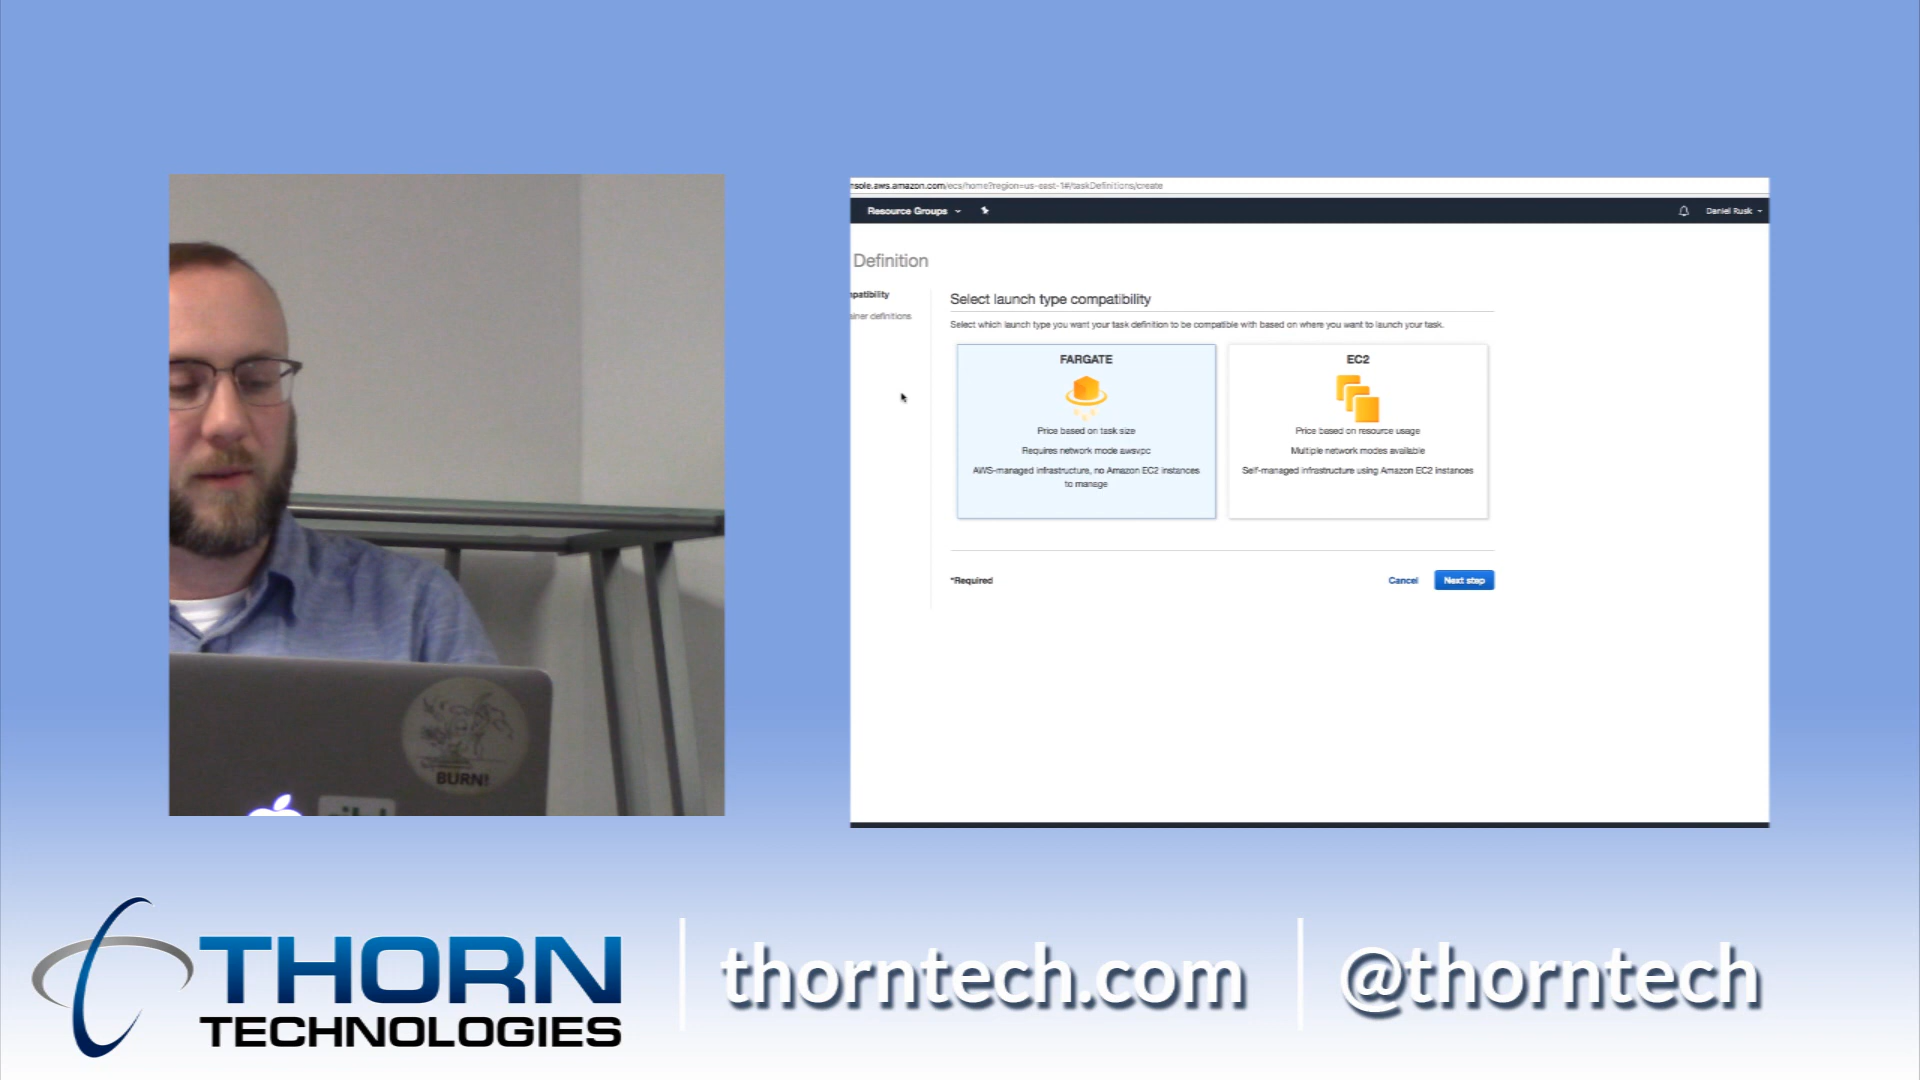 nsole.aws.amazon.com/ecs/home?region=us-east-1#/taskDefinitions/create
Resource Groups
Daniel Rusk
Definition
mpatibility
ainer definitions
Select launch type compatibility
Select which launch type you want your task definition to be compatible with based on where you want to launch your task.
FARGATE
Price based on task size
Requires network mode awsvpc
AWS-managed infrastructure, no Amazon EC2 instances
to manage
EC2
Price based on resource usage
Multiple network modes available
Self-managed infrastructure using Amazon EC2 instances
*Required
Cancel
Next step
BURN!
THORN
TECHNOLOGIES
thorntech.com
@thorntech